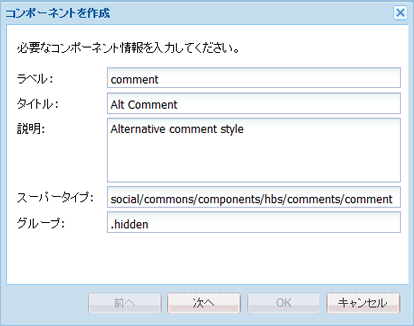 コンポーネントを作成
必要なコンポーネント情報を入力してください。
ラベル: comment
タイトル: Alt Comment
説明: Alternative comment style
スーパータイプ: social/commons/components/hbs/comments/comment
グループ: .hidden
前へ 次へ OK キャンセル